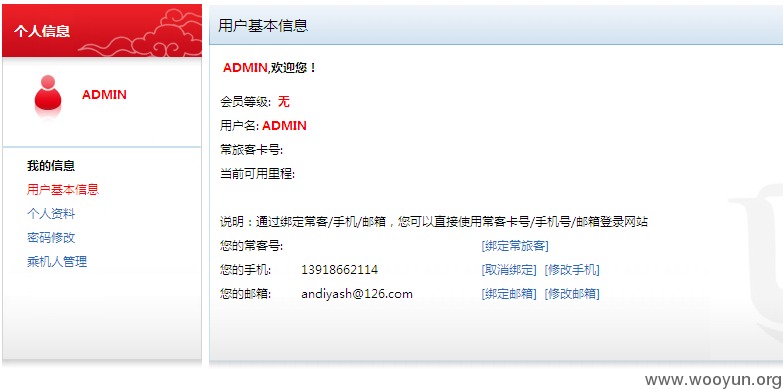 个人信息
ADMIN
我的信息
用户基本信息
个人资料
密码修改
乘机人管理
用户基本信息
ADMIN,欢迎您！
会员等级: 无
用户名: ADMIN
常旅客卡号:
当前可用里程:
说明：通过绑定常客/手机/邮箱，您可以直接使用常客卡号/手机号/邮箱登录网站
您的常客号: [绑定常旅客]
您的手机: 13918662114 [取消绑定] [修改手机]
您的邮箱: andiyash@126.com [绑定邮箱] [修改邮箱]
www.wooyun.org